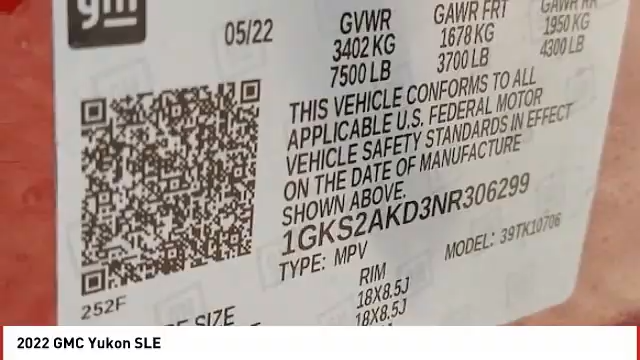 gm
05/22
GVWR
3402 KG
7500 LB
GAWR FRT
1678 KG
3700 LB
GAWR RR
1950 KG
4300 LB
THIS VEHICLE CONFORMS TO ALL
APPLICABLE U.S. FEDERAL MOTOR
VEHICLE SAFETY STANDARDS IN EFFECT
ON THE DATE OF MANUFACTURE
SHOWN ABOVE.
1GKS2AKD3NR306299
TYPE: MPV
MODEL: 39TK10706
252F
SIZE
RIM
18X8.5J
18X8.5J
2022 GMC Yukon SLE